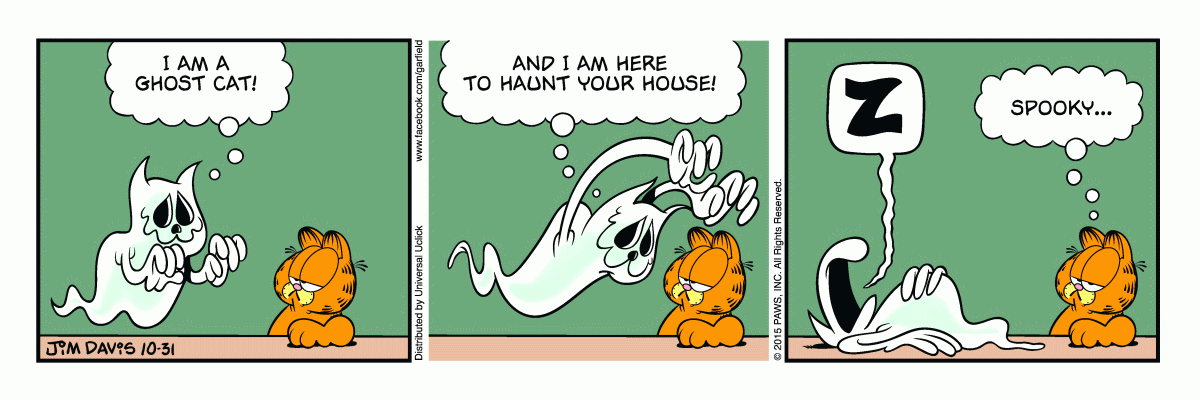 I AM A
GHOST CAT!
JIM DAVIS 10-31
www.facebook.com/garfield
Distributed by Universal Uclick
AND I AM HERE
TO HAUNT YOUR HOUSE!
© 2015 PAWS, INC. All Rights Reserved.
Z
SPOOKY...